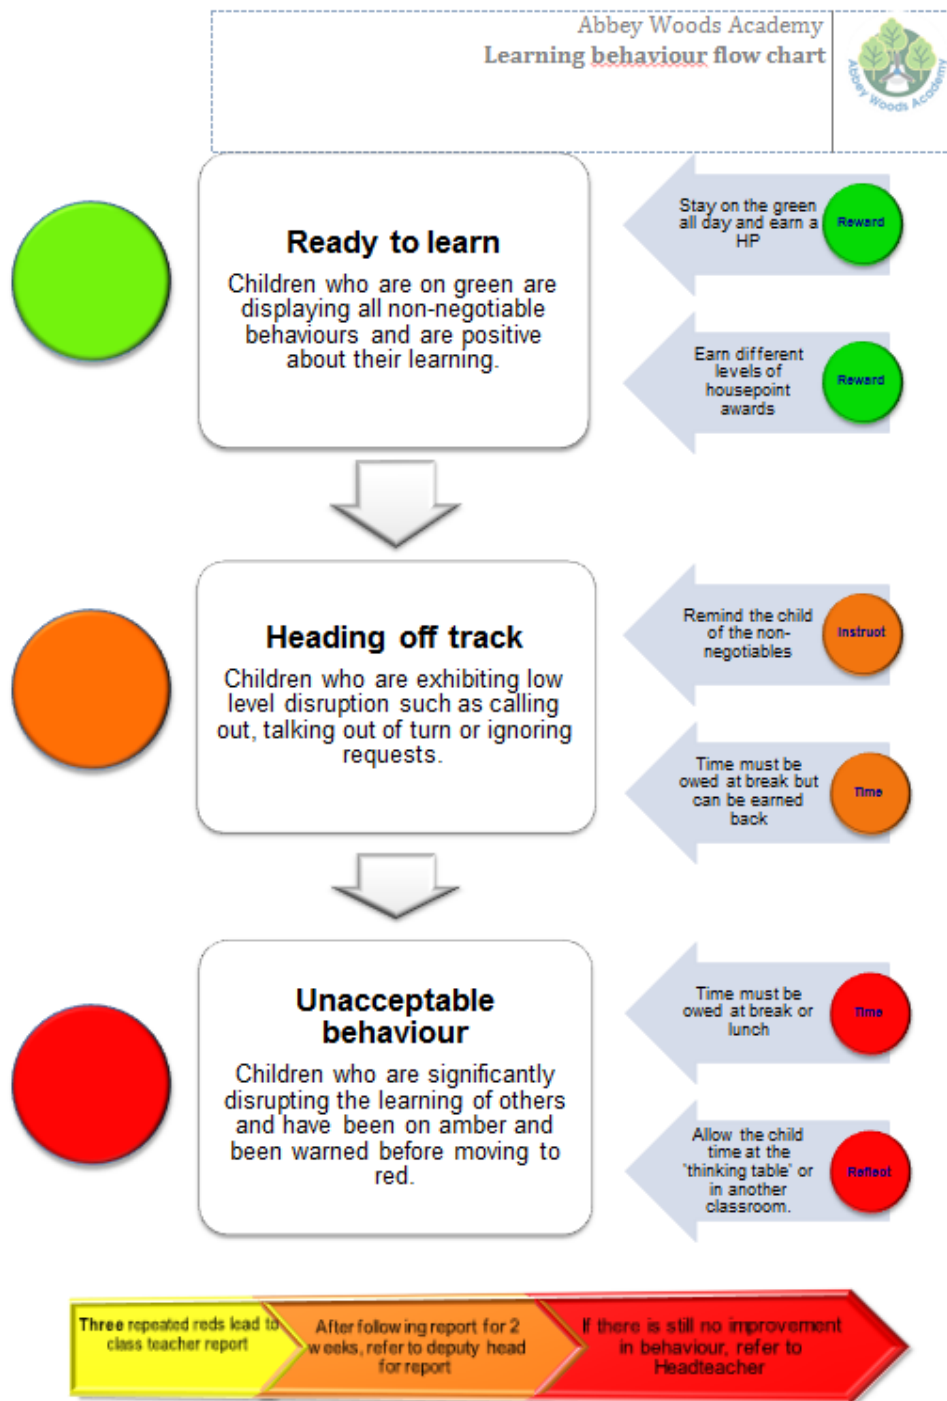 Abbey Woods Academy
Learning behaviour flow chart
Abbey Woods Academy
Ready to learn
Children who are on green are
displaying all non-negotiable
behaviours and are positive
about their learning.
Stay on the green
all day and earn a
HP
Reward
Earn different
levels of
housepoint
awards
Reward
Heading off track
Children who are exhibiting low
level disruption such as calling
out, talking out of turn or ignoring
requests.
Remind the child
of the non-
negotiables
Instruct
Time must be
owed at break but
can be earned
back
Time
Unacceptable
behaviour
Children who are significantly
disrupting the learning of others
and have been on amber and
been warned before moving to
red.
Time must be
owed at break or
lunch
Time
Allow the child
time at the
'thinking table' or
in another
classroom.
Reflect
Three repeated reds lead to
class teacher report
After following report for 2
weeks, refer to deputy head
for report
If there is still no improvement
in behaviour, refer to
Headteacher